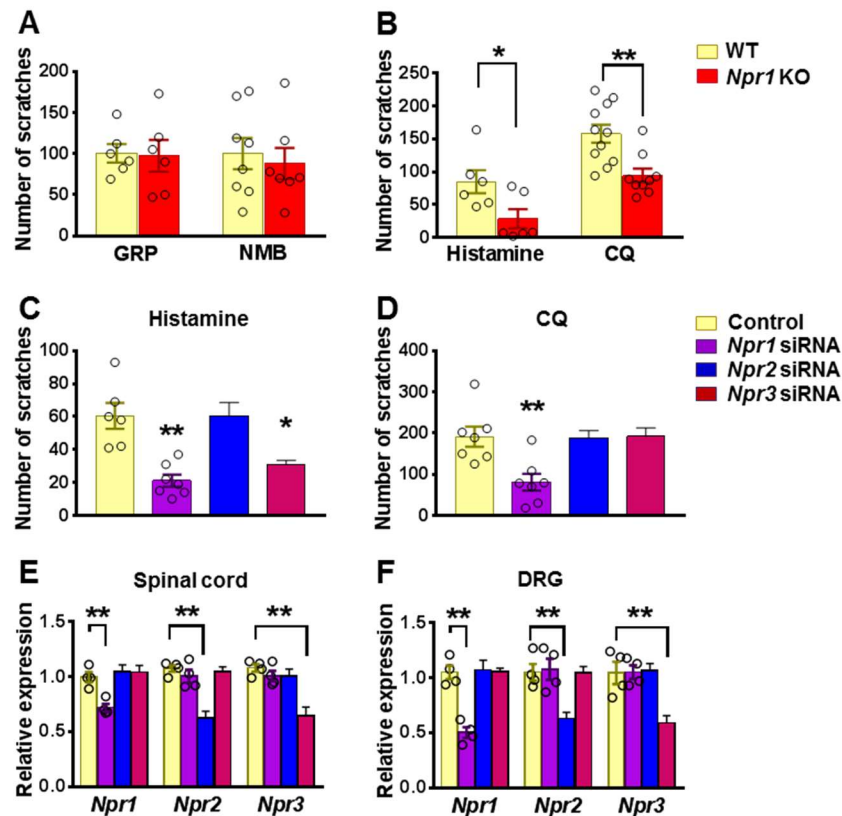 A
Number of scratches
200
150
100
50
0
GRP NMB
B
Number of scratches
250
200
150
100
50
0
* **
Histamine CQ
WT
Npr1 KO
C
Histamine
Number of scratches
100
80
60
40
20
0
** *
D
CQ
Number of scratches
400
300
200
100
0
**
Control
Npr1 siRNA
Npr2 siRNA
Npr3 siRNA
E
Spinal cord
Relative expression
1.5
1.0
0.5
0.0
** ** **
Npr1 Npr2 Npr3
F
DRG
Relative expression
1.5
1.0
0.5
0.0
** ** **
Npr1 Npr2 Npr3